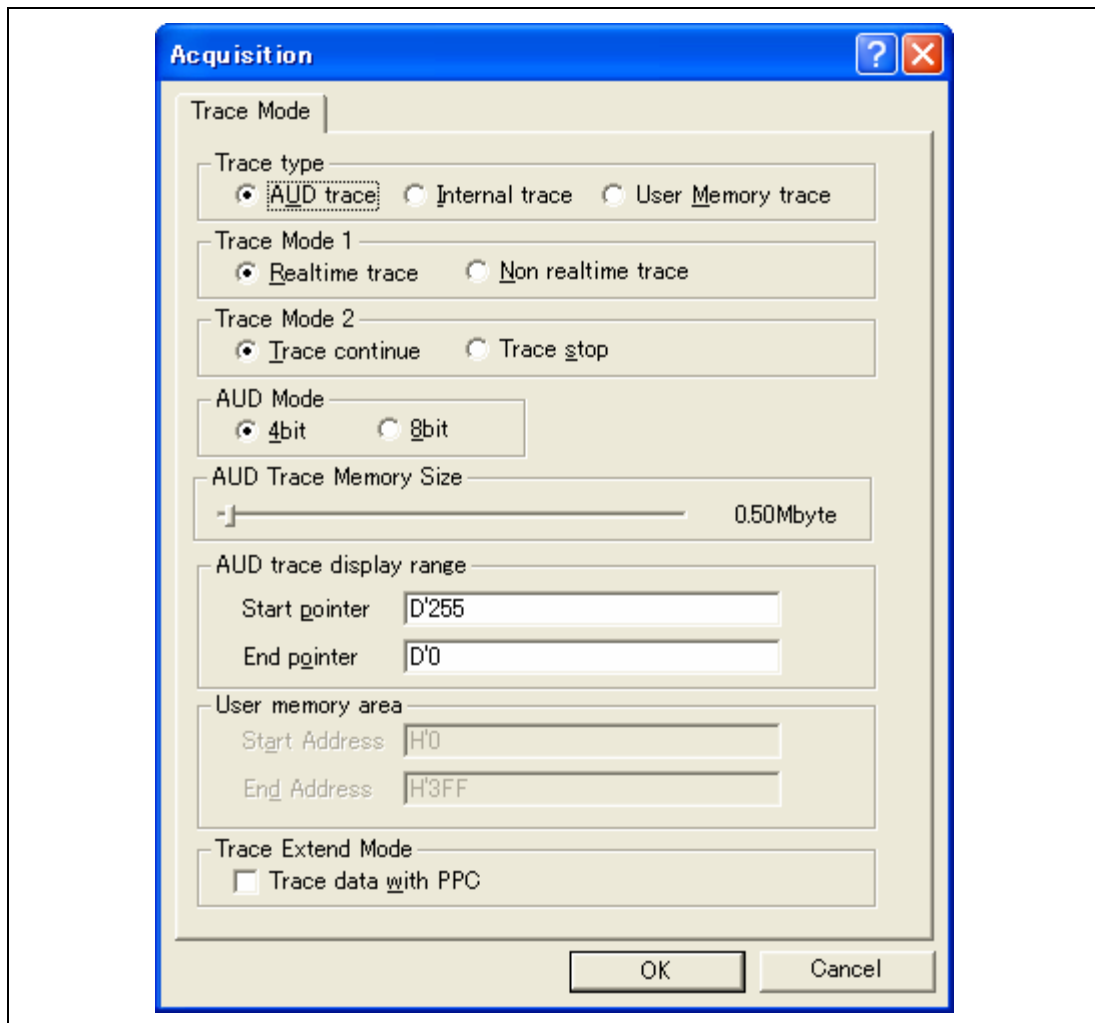 Acquisition
Trace Mode
Trace type
AUD trace Internal trace User Memory trace
Trace Mode 1
Realtime trace Non realtime trace
Trace Mode 2
Trace continue Trace stop
AUD Mode
4bit 8bit
AUD Trace Memory Size
0.50Mbyte
AUD trace display range
Start pointer D'255
End pointer D'0
User memory area
Start Address H'0
End Address H'3FF
Trace Extend Mode
Trace data with PPC
OK Cancel